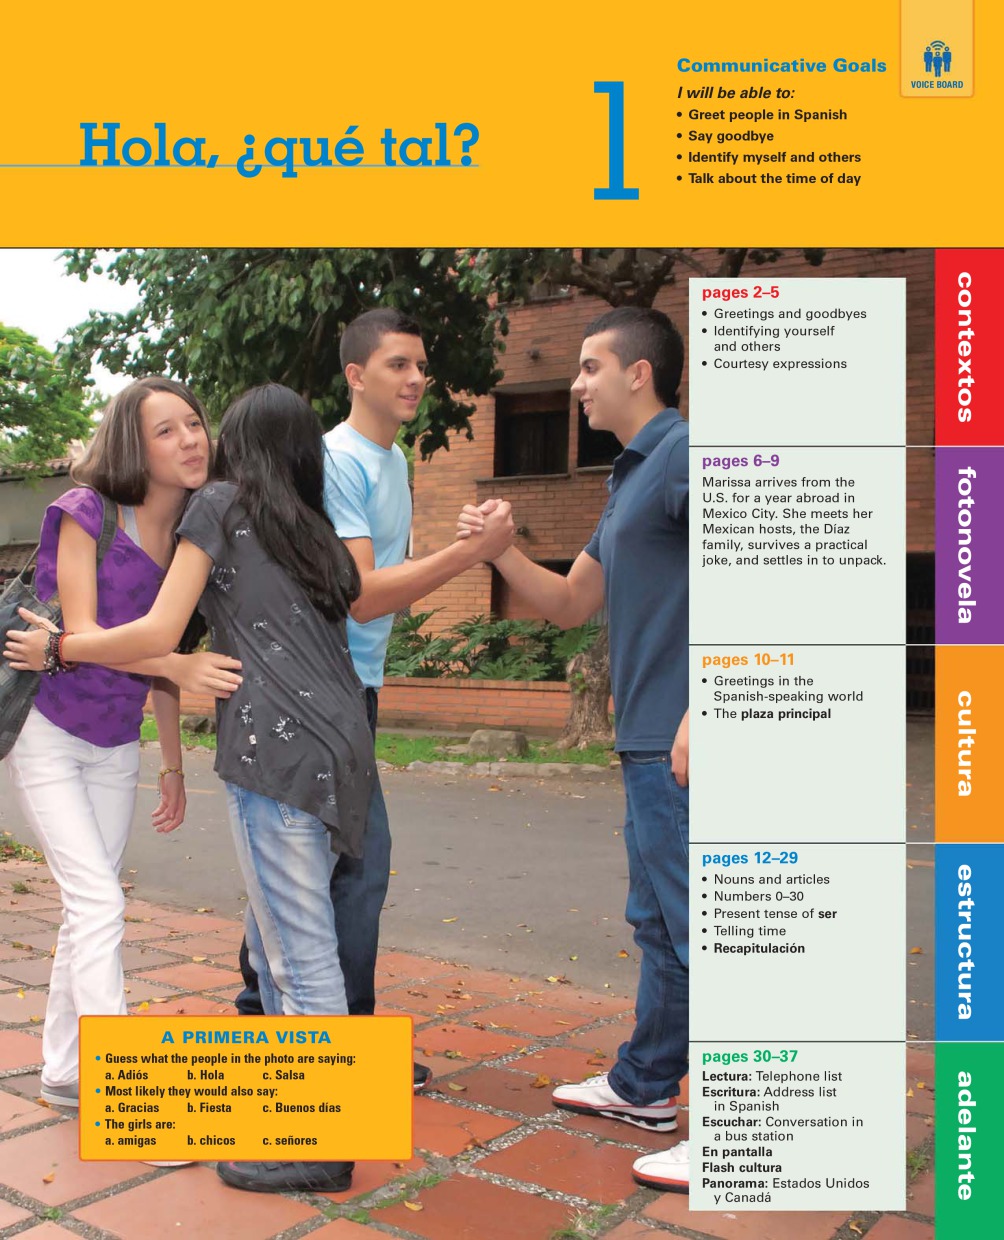 Hola, ¿qué tal?
1
Communicative Goals
I will be able to:
• Greet people in Spanish
• Say goodbye
• Identify myself and others
• Talk about the time of day
VOICE BOARD
contextos
pages 2–5
• Greetings and goodbyes
• Identifying yourself
and others
• Courtesy expressions
fotonovela
pages 6–9
Marissa arrives from the
U.S. for a year abroad in
Mexico City. She meets her
Mexican hosts, the Díaz
family, survives a practical
joke, and settles in to unpack.
cultura
pages 10–11
• Greetings in the
Spanish-speaking world
• The plaza principal
estructura
pages 12–29
• Nouns and articles
• Numbers 0–30
• Present tense of ser
• Telling time
• Recapitulación
adelante
pages 30–37
Lectura: Telephone list
Escritura: Address list
in Spanish
Escuchar: Conversation in
a bus station
En pantalla
Flash cultura
Panorama: Estados Unidos
y Canadá
A PRIMERA VISTA
• Guess what the people in the photo are saying:
a. Adiós b. Hola c. Salsa
• Most likely they would also say:
a. Gracias b. Fiesta c. Buenos días
• The girls are:
a. amigas b. chicos c. señores